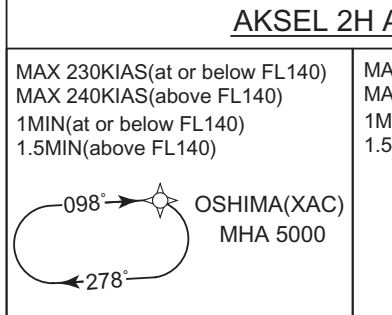 AKSEL 2H A
MAX 230KIAS(at or below FL140)
MAX 240KIAS(above FL140)
1MIN(at or below FL140)
1.5MIN(above FL140)
098°
OSHIMA(XAC)
MHA 5000
278°
MA
MA
1M
1.5